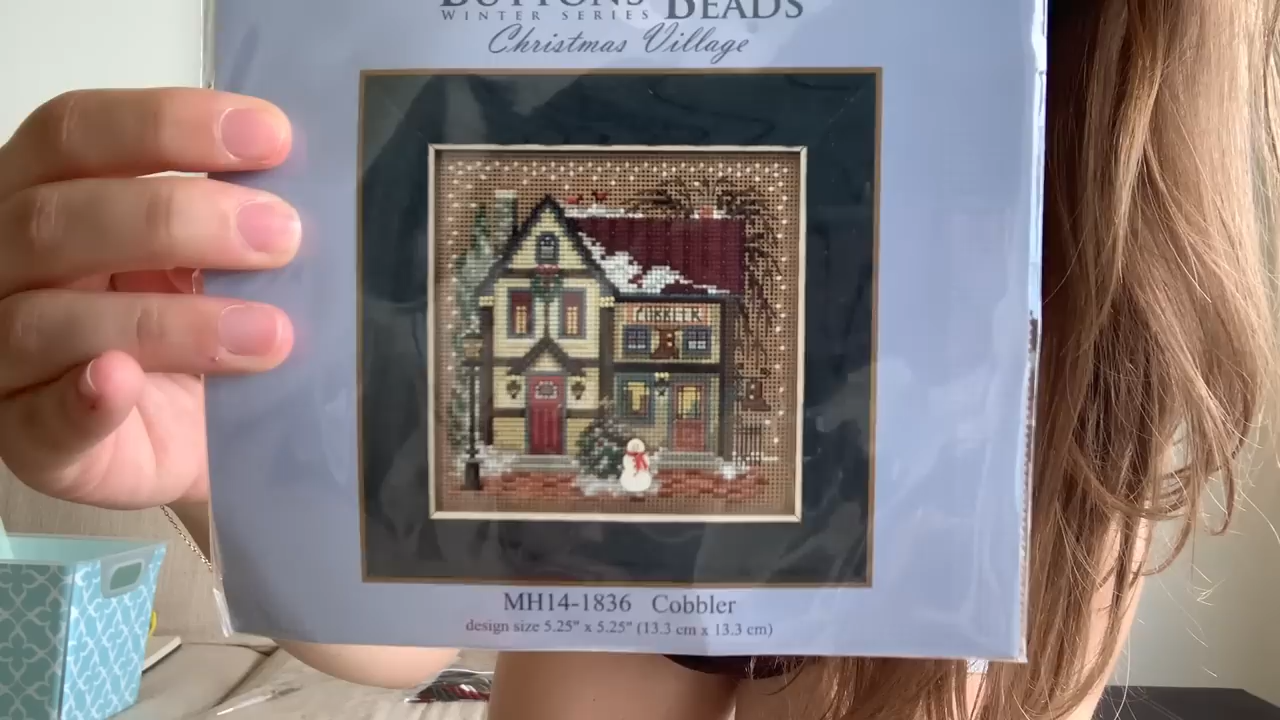 BUTTONS BEADS
WINTER SERIES
Christmas Village
COBBLER
MH14-1836 Cobbler
design size 5.25" x 5.25" (13.3 cm x 13.3 cm)